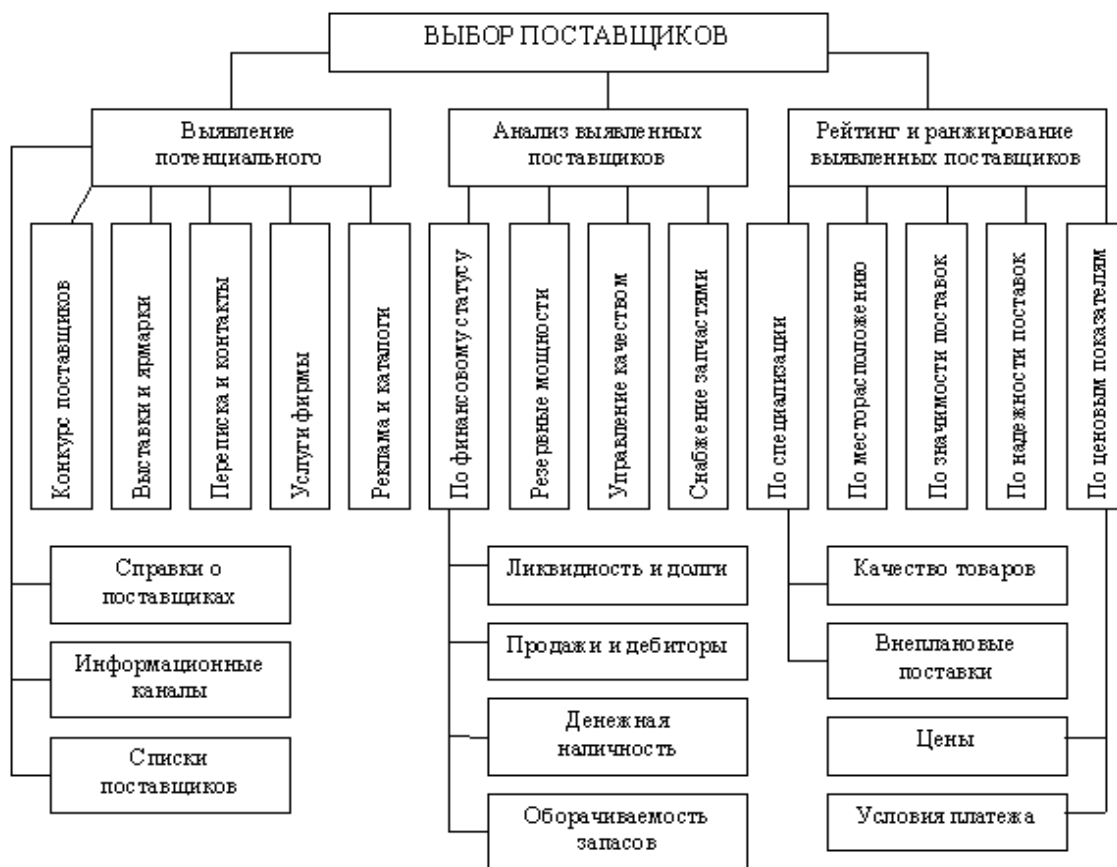 ВЫБОР ПОСТАВЩИКОВ
Выявление
потенциального
Анализ выявленных
поставщиков
Рейтинг и ранжирование
выявленных поставщиков
Конкурс поставщиков
Выставки и ярмарки
Переписка и контакты
Услуги фирмы
Реклама и каталоги
По финансовому статусу
Резервные мощности
Управление качеством
Снабжение запчастями
По специализации
По месторасположению
По значимости поставок
По надежности поставок
По ценовым показателям
Справки о
поставщиках
Информационные
каналы
Списки
поставщиков
Ликвидность и долги
Продажи и дебиторы
Денежная
наличность
Оборачиваемость
запасов
Качество товаров
Внеплановые
поставки
Цены
Условия платежа